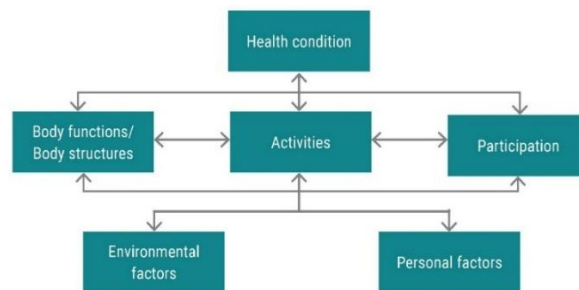 Health condition
Body functions/
Body structures
Activities
Participation
Environmental
factors
Personal factors